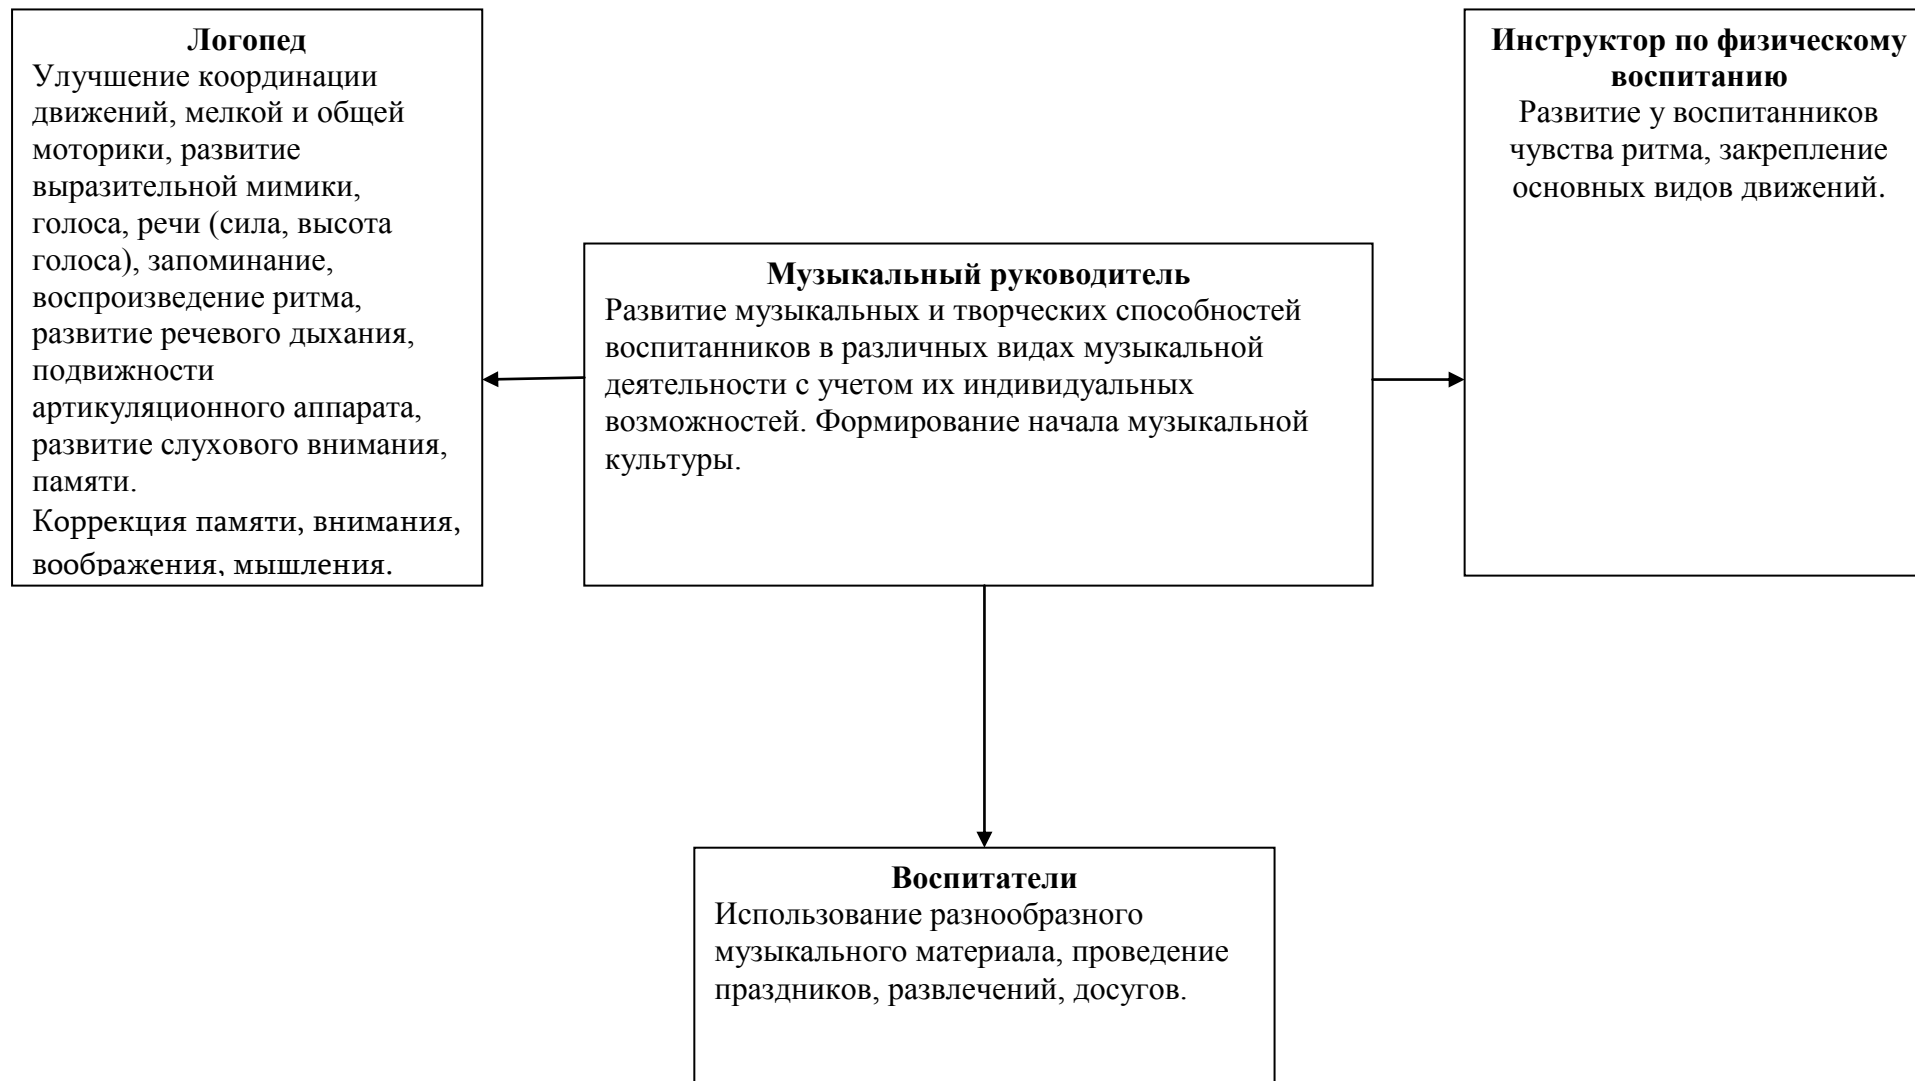 Логопед
Улучшение координации
движений, мелкой и общей
моторики, развитие
выразительной мимики,
голоса, речи (сила, высота
голоса), запоминание,
воспроизведение ритма,
развитие речевого дыхания,
подвижности
артикуляционного аппарата,
развитие слухового внимания,
памяти.
Коррекция памяти, внимания,
воображения, мышления.
Музыкальный руководитель
Развитие музыкальных и творческих способностей
воспитанников в различных видах музыкальной
деятельности с учетом их индивидуальных
возможностей. Формирование начала музыкальной
культуры.
Инструктор по физическому
воспитанию
Развитие у воспитанников
чувства ритма, закрепление
основных видов движений.
Воспитатели
Использование разнообразного
музыкального материала, проведение
праздников, развлечений, досугов.